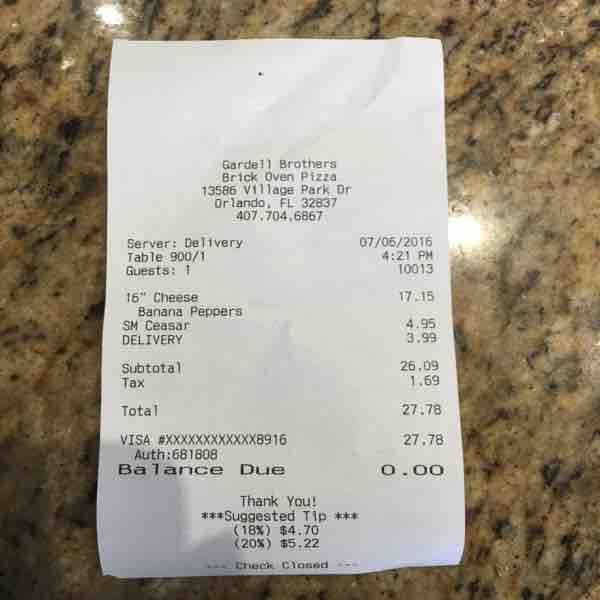 Gardell Brothers
Brick Oven Pizza
13586 Village Park Dr
Orlando, FL 32837
407.704.6867
Server: Delivery 07/06/2016
Table 900/1 4:21 PM
Guests: 1 10013
16" Cheese 17.15
Banana Peppers
SM Ceasar 4.95
DELIVERY 3.99
Subtotal 26.09
Tax 1.69
Total 27.78
VISA #XXXXXXXXXXXX8916 27.78
Auth:681808
Balance Due 0.00
Thank You!
***Suggested Tip ***
(18%) $4.70
(20%) $5.22
--- Check Closed ---